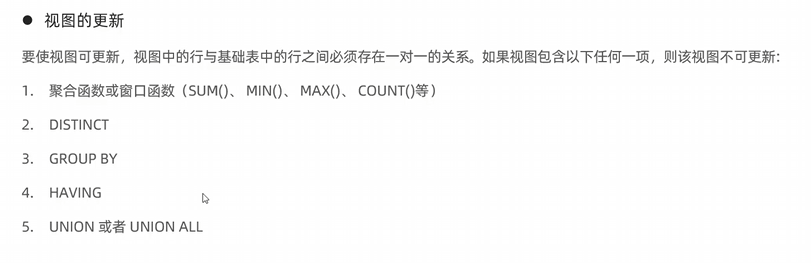 ● 视图的更新
要使视图可更新，视图中的行与基础表中的行之间必须存在一对一的关系。如果视图包含以下任何一项，则该视图不可更新：
1. 聚合函数或窗口函数（SUM()、 MIN()、 MAX()、 COUNT()等）
2. DISTINCT
3. GROUP BY
4. HAVING
5. UNION 或者 UNION ALL